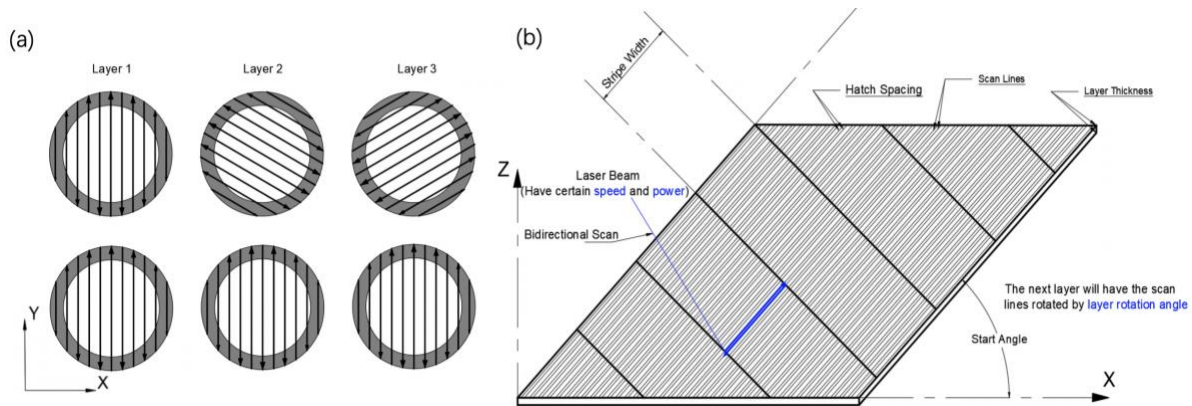 (a)
Layer 1
Layer 2
Layer 3
Y
X
(b)
Stripe Width
Hatch Spacing
Scan Lines
Layer Thickness
Z
Laser Beam
(Have certain speed and power)
Bidirectional Scan
The next layer will have the scan
lines rotated by layer rotation angle
Start Angle
X